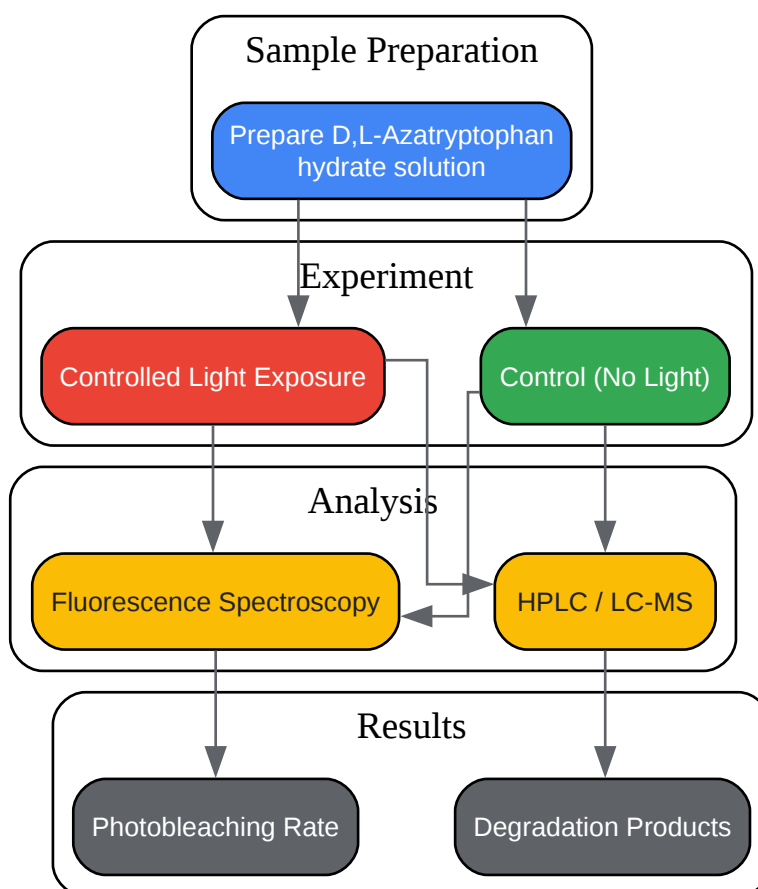 Sample Preparation
Prepare D,L-Azatryptophan
hydrate solution
Experiment
Controlled Light Exposure
Control (No Light)
Analysis
Fluorescence Spectroscopy
HPLC / LC-MS
Results
Photobleaching Rate
Degradation Products